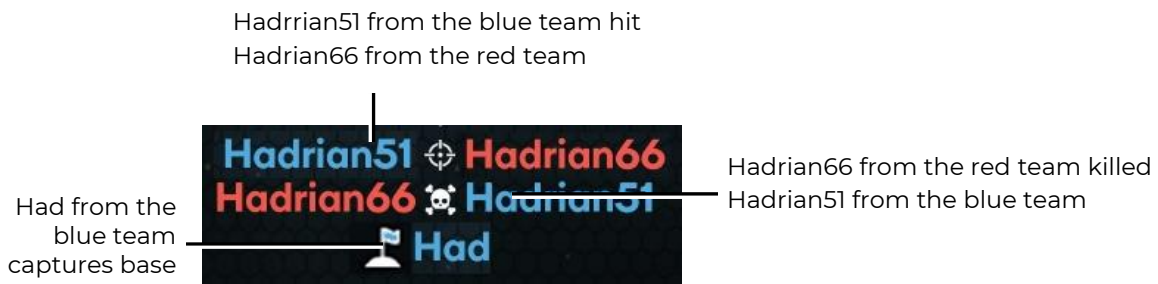 Hadrrian51 from the blue team hit
Hadrian66 from the red team
Hadrian51 Hadrian66
Hadrian66 Hadrian51
Had
Hadrian66 from the red team killed
Hadrian51 from the blue team
Had from the
blue team
captures base